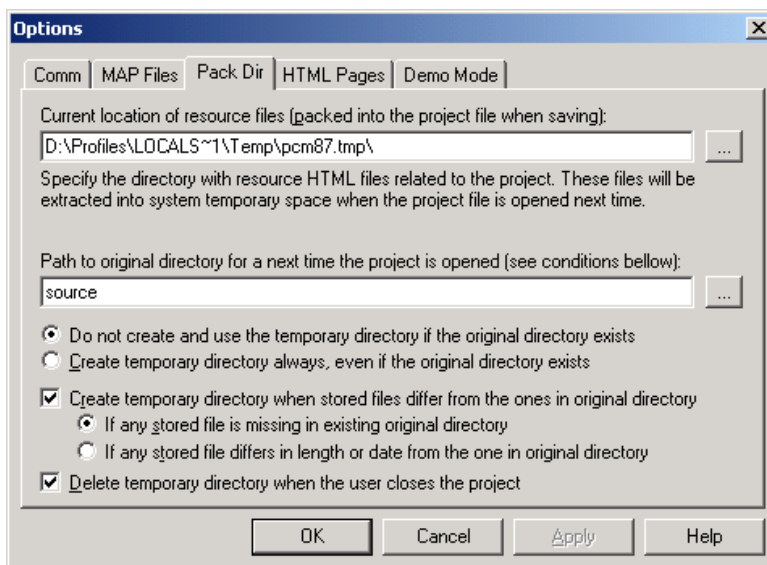 Options
Comm MAP Files Pack Dir HTML Pages Demo Mode
Current location of resource files (packed into the project file when saving):
D:\Profiles\LOCALS~1\Temp\pcm87.tmp\
...
Specify the directory with resource HTML files related to the project. These files will be
extracted into system temporary space when the project file is opened next time.
Path to original directory for a next time the project is opened (see conditions bellow):
source
...
Do not create and use the temporary directory if the original directory exists
Create temporary directory always, even if the original directory exists
Create temporary directory when stored files differ from the ones in original directory
If any stored file is missing in existing original directory
If any stored file differs in length or date from the one in original directory
Delete temporary directory when the user closes the project
OK Cancel Apply Help